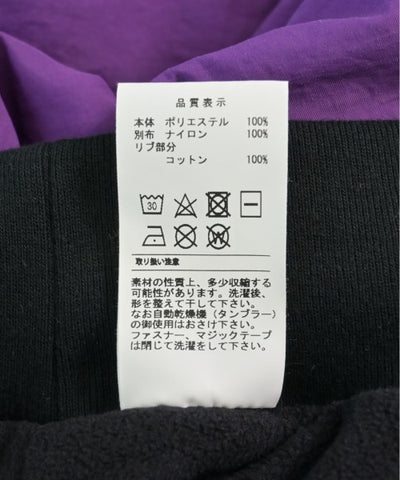 品質表示
本体 ポリエステル 100%
別布 ナイロン 100%
リブ部分
コットン 100%
30
W
取り扱い注意
素材の性質上、多少収縮する
可能性があります。洗濯後、
形を整えて干して下さい。
なお自動乾燥機（タンブラー）
の御使用はおさけ下さい。
ファスナー、マジックテープ
は閉じて洗濯をして下さい。